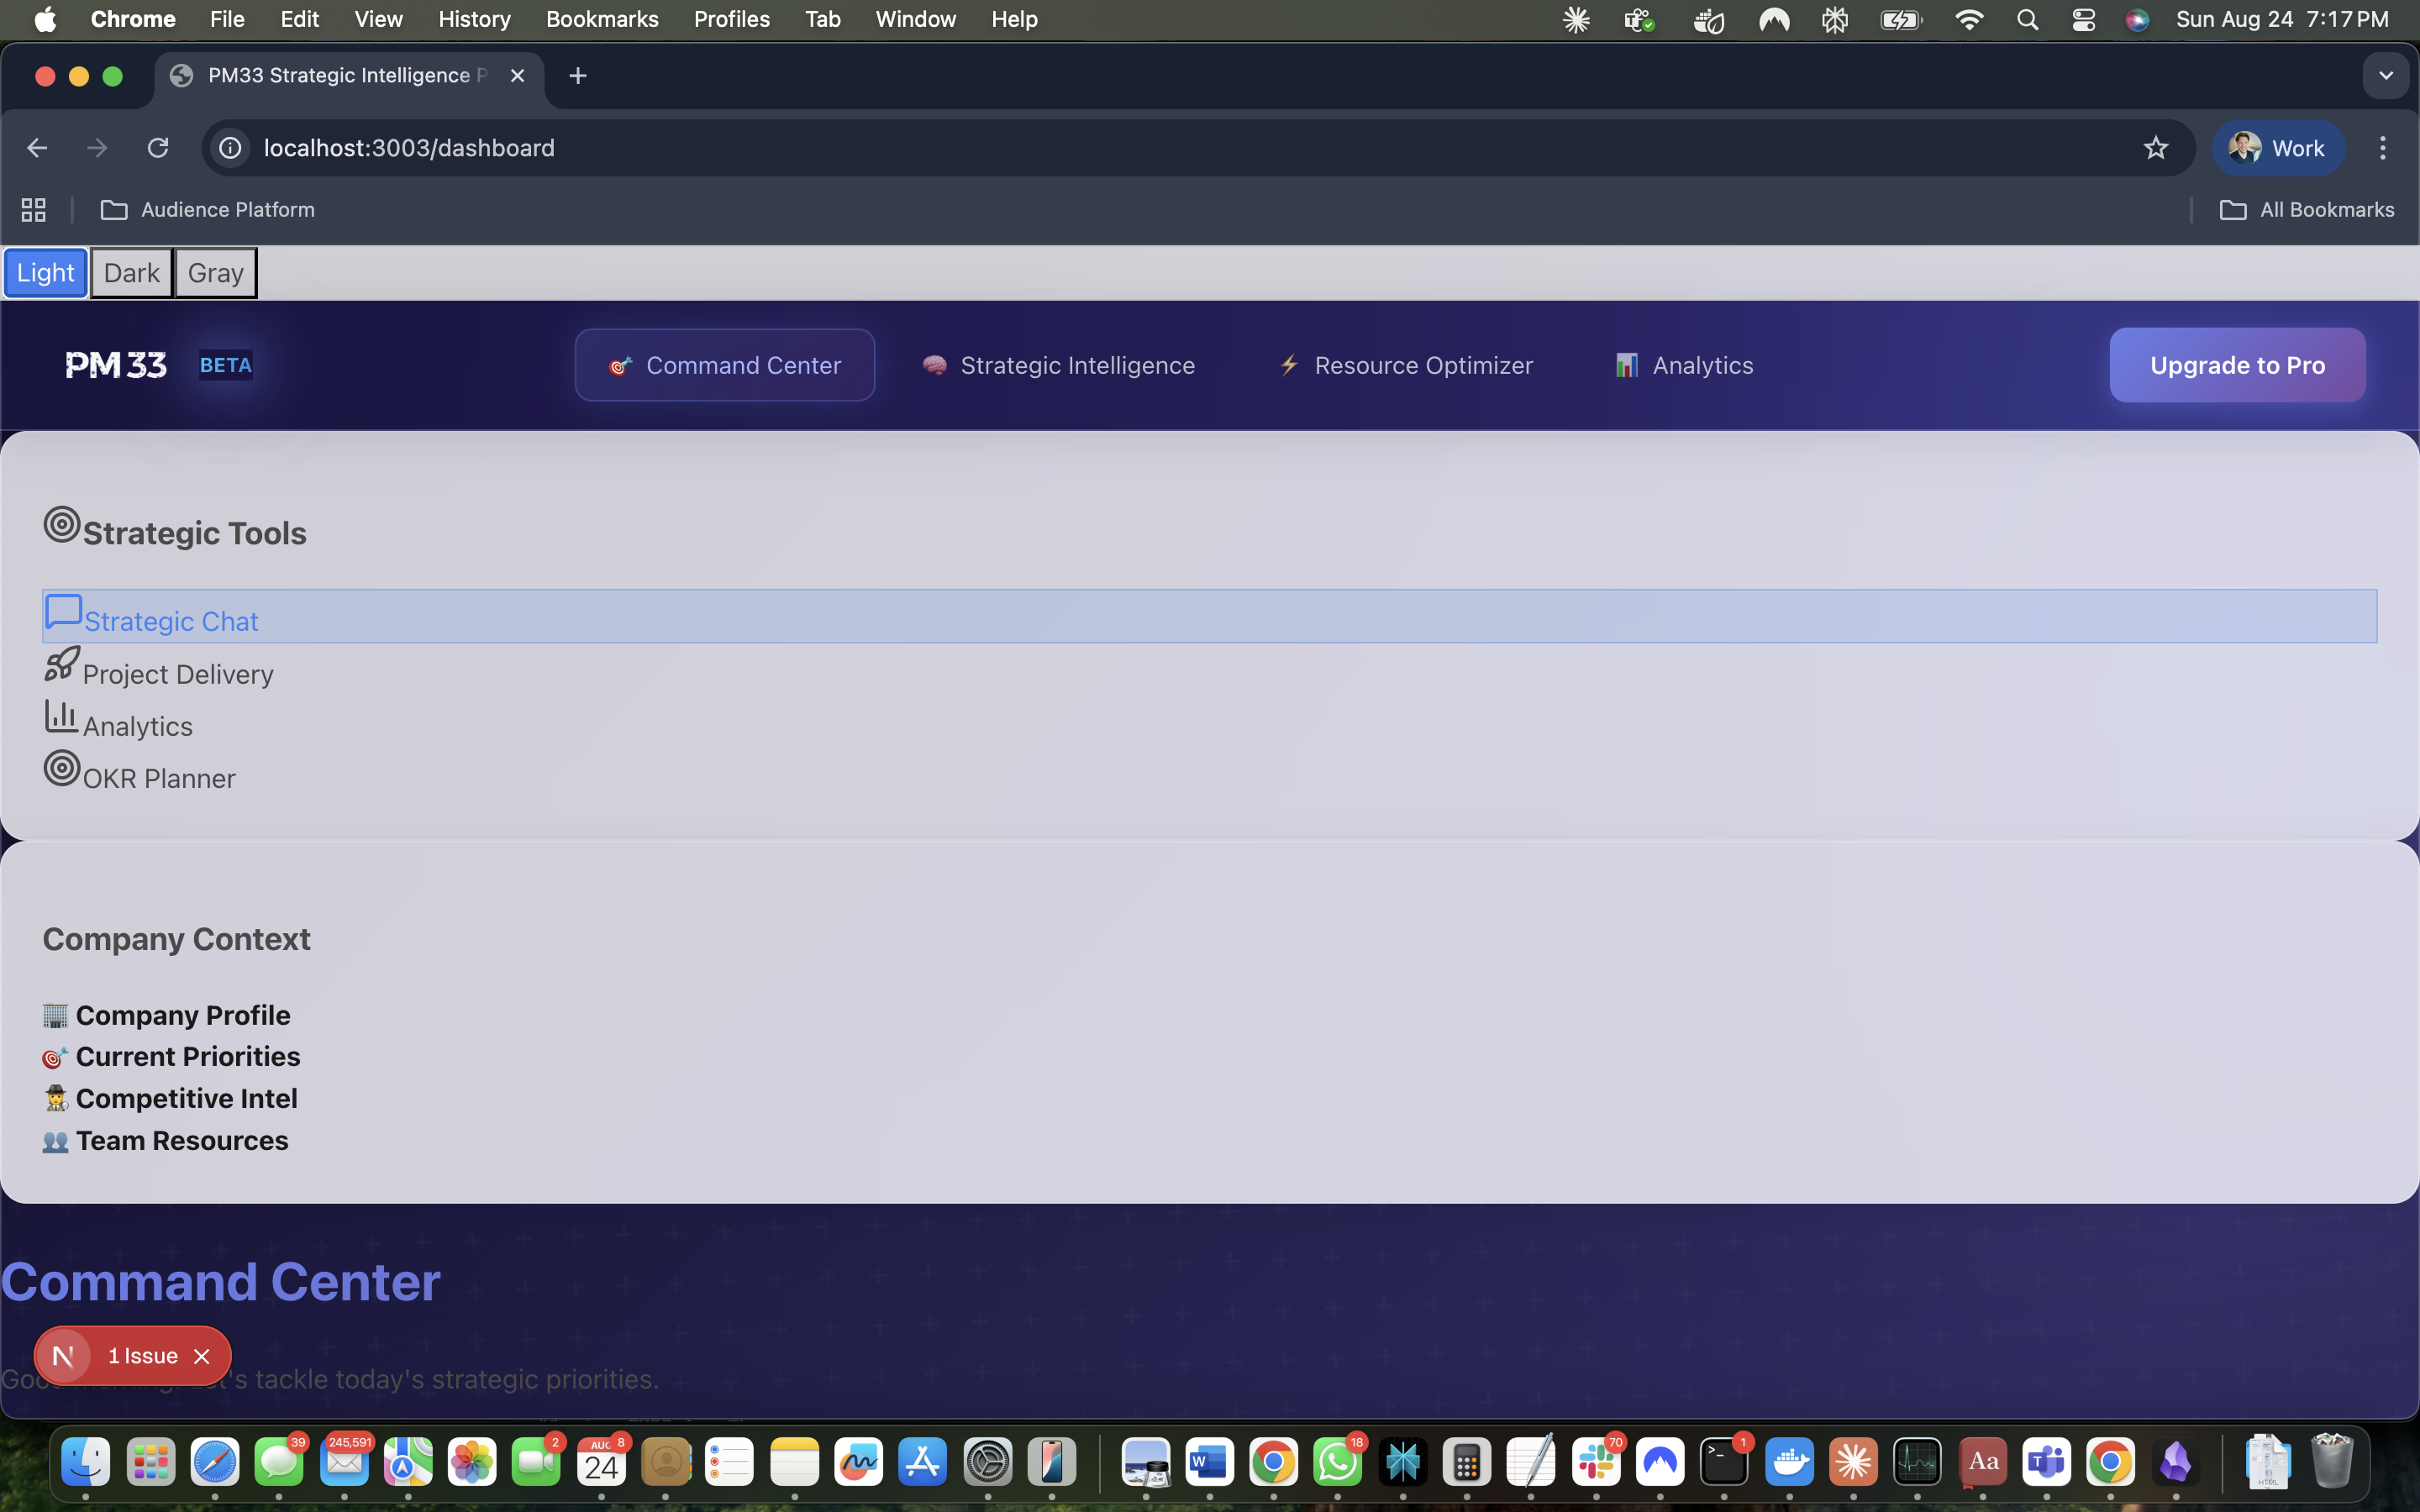 Chrome File Edit View History Bookmarks Profiles Tab Window Help Sun Aug 24 7:17 PM
PM33 Strategic Intelligence P
localhost:3003/dashboard Work
Audience Platform All Bookmarks
Light Dark Gray
PM33 BETA 🎯 Command Center 🧠 Strategic Intelligence ⚡ Resource Optimizer 📊 Analytics Upgrade to Pro
Strategic Tools
Strategic Chat
Project Delivery
Analytics
OKR Planner
Company Context
🏢 Company Profile
🎯 Current Priorities
🕵️ Competitive Intel
👥 Team Resources
Command Center
N 1 Issue
's tackle today's strategic priorities.
39 245,591 2 AUG 8 24 18 70 1
W >_ Aa T HTML